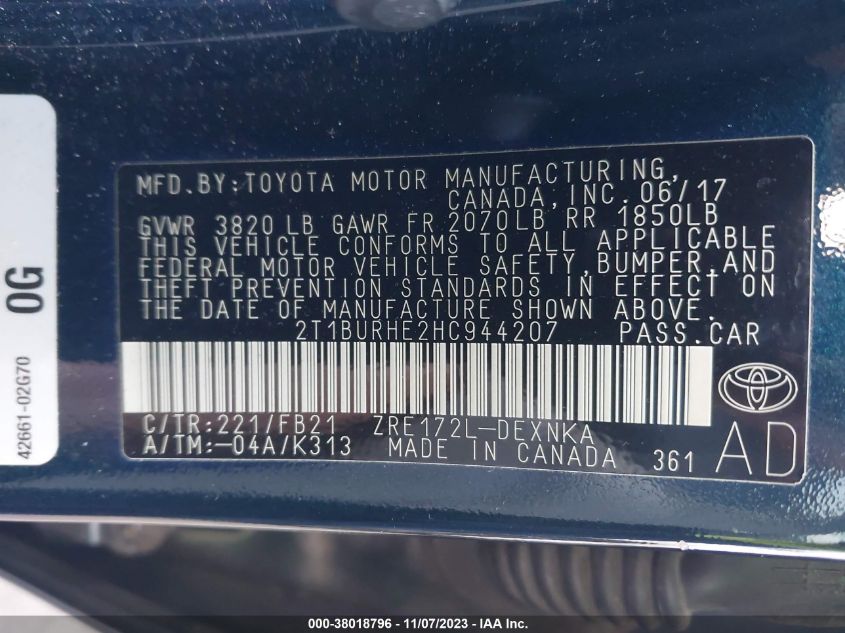 MFD.BY:TOYOTA MOTOR MANUFACTURING,
CANADA,INC. 06/17
GVWR 3820 LB GAWR FR 2070LB RR 1850LB
THIS VEHICLE CONFORMS TO ALL APPLICABLE
FEDERAL MOTOR VEHICLE SAFETY,BUMPER,AND
THEFT PREVENTION STANDARDS IN EFFECT ON
THE DATE OF MANUFACTURE SHOWN ABOVE.
2T1BURHE2HC944207 PASS.CAR
C/TR:221/FB21 ZRE172L-DEXNKA
A/TM:-04A/K313 MADE IN CANADA 361
AD
0G
42661-02G70
000-38018796 - 11/07/2023 - IAA Inc.